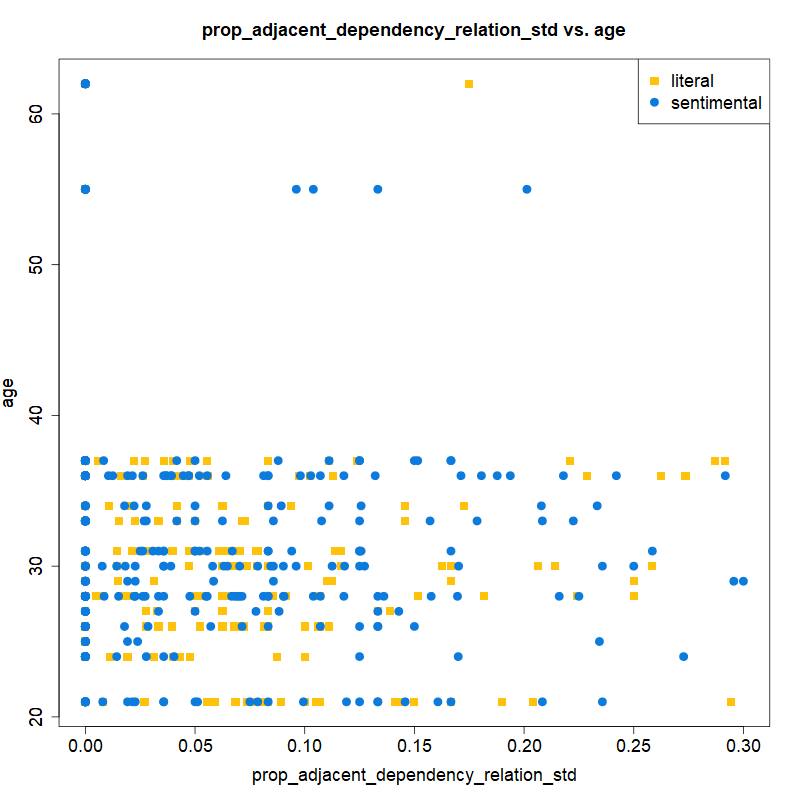 prop_adjacent_dependency_relation_std vs. age
literal
sentimental
60
50
40
30
20
age
0.00 0.05 0.10 0.15 0.20 0.25 0.30
prop_adjacent_dependency_relation_std